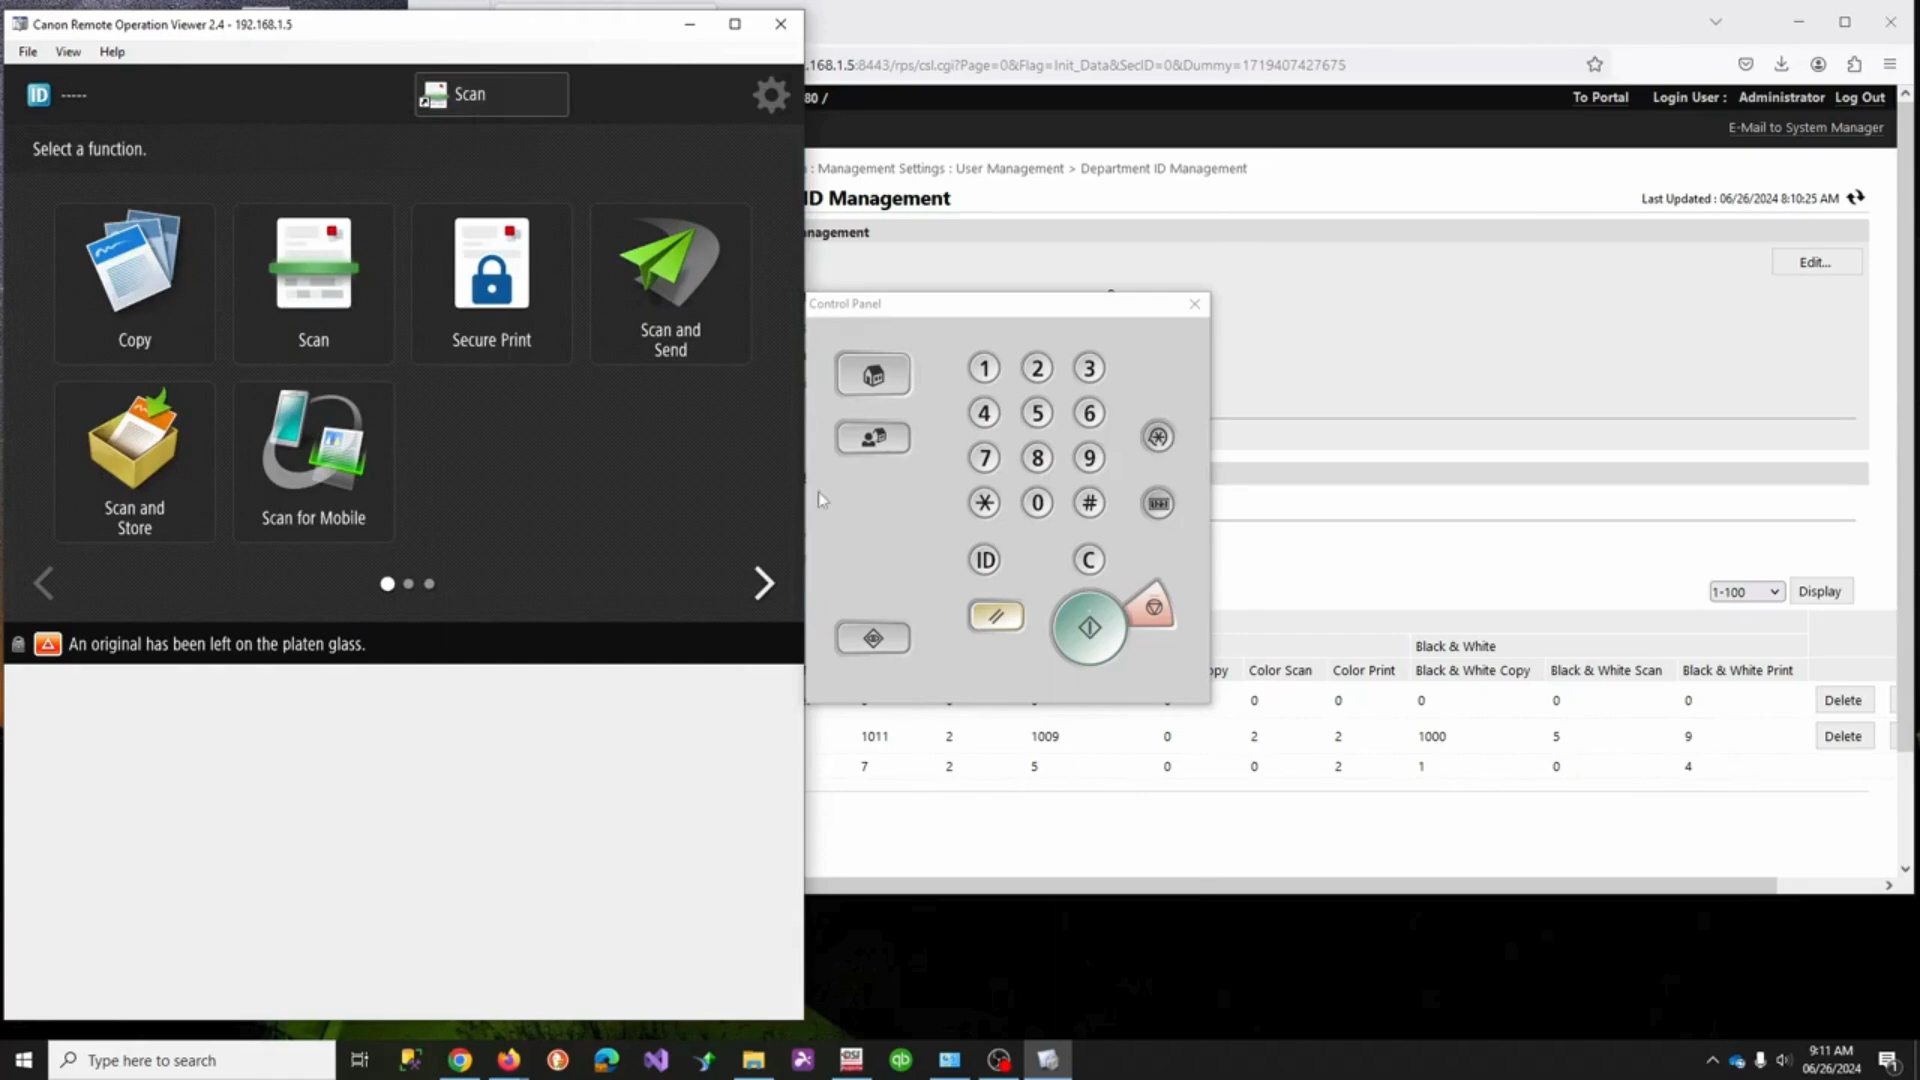 Canon Remote Operation Viewer 2.4 - 192.168.1.5
File View Help
ID -----
Scan
Select a function.
Copy
Scan
Secure Print
Scan and
Send
Scan and
Store
Scan for Mobile
An original has been left on the platen glass.
.168.1.5:8443/rps/csl.cgi?Page=0&Flag=Init_Data&SecID=0&Dummy=1719407427675
80 /
To Portal Login User : Administrator Log Out
E-Mail to System Manager
: Management Settings : User Management > Department ID Management
ID Management
Last Updated : 06/26/2024 8:10:25 AM
nagement
Edit...
Control Panel
1 2 3
4 5 6
7 8 9
* 0 #
ID C
1-100 Display
Black & White
opy Color Scan Color Print Black & White Copy Black & White Scan Black & White Print
0 0 0 0 0 Delete
1011 2 1009 0 2 2 1000 5 9 Delete
7 2 5 0 0 2 1 0 4
Type here to search
DSI
qb
9:11 AM
06/26/2024
1